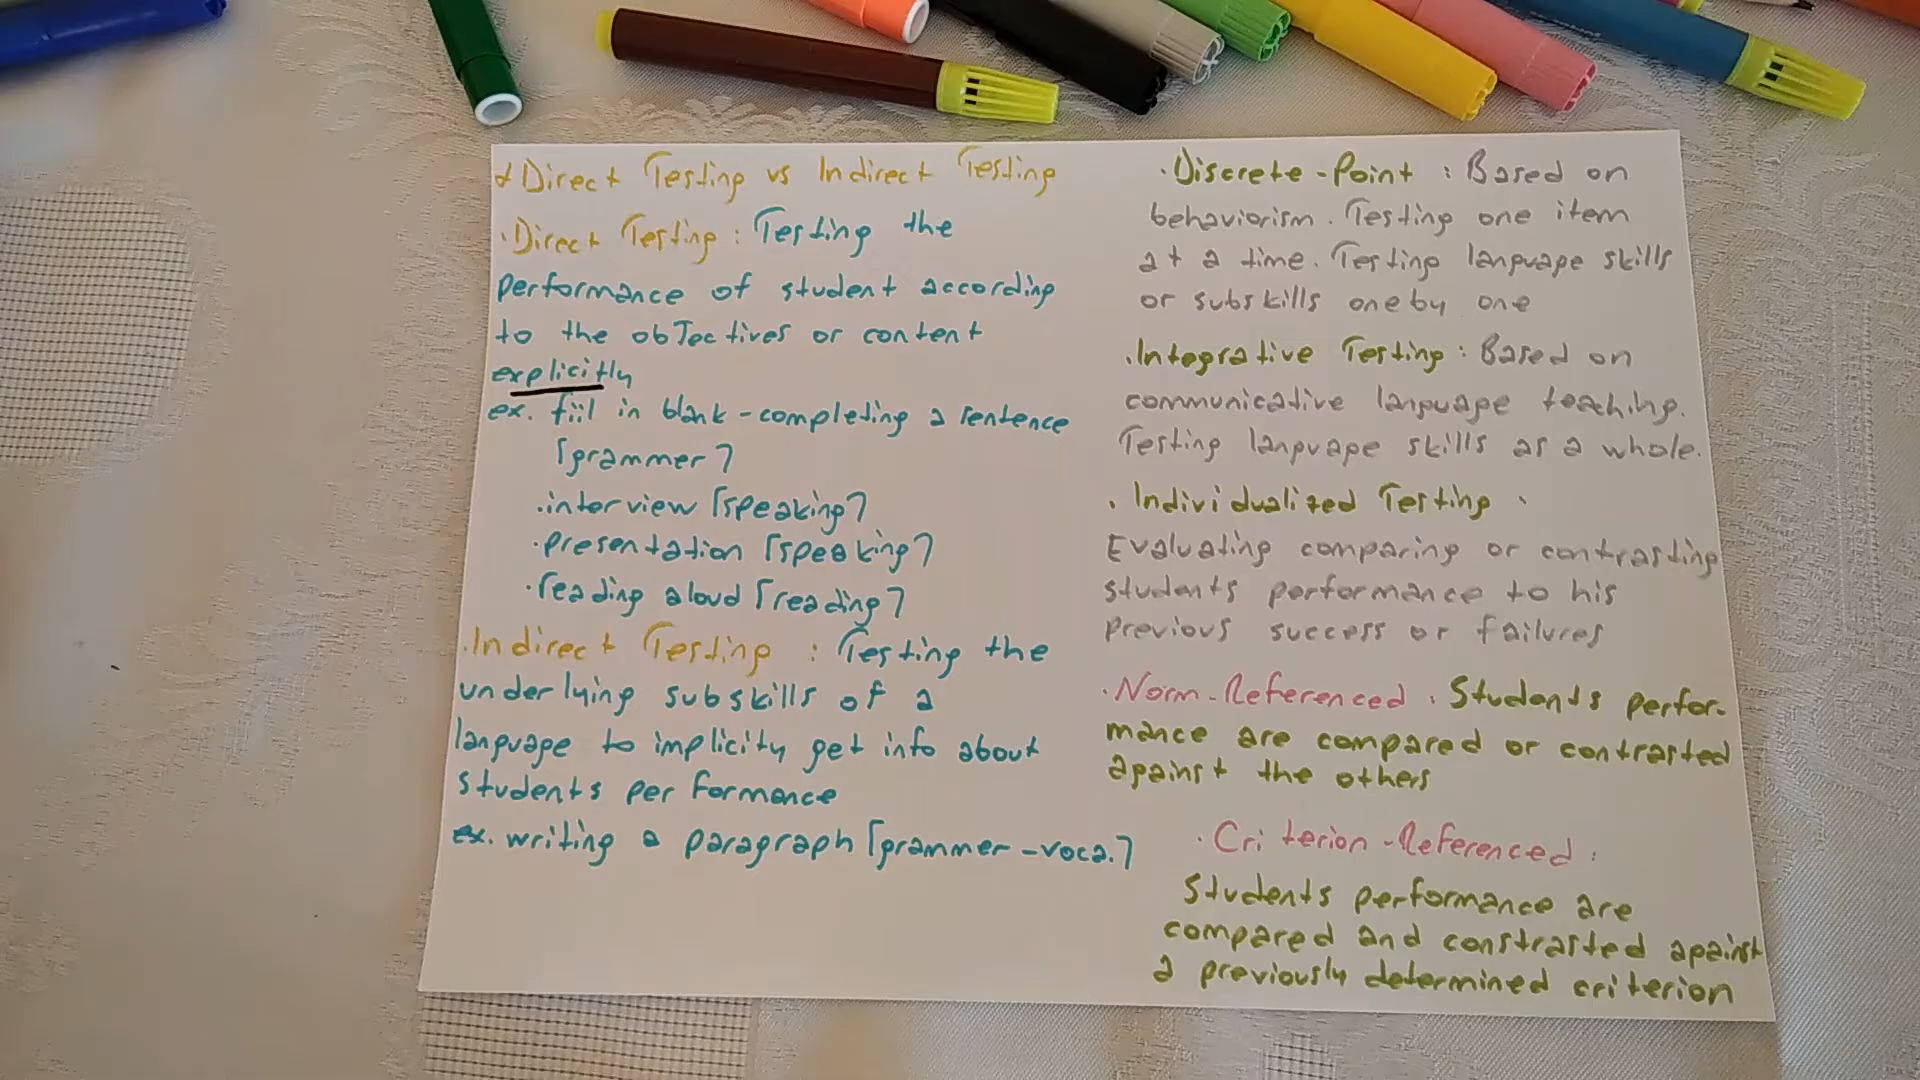 Direct Testing vs Indirect Testing
. Direct Testing : Testing the
performance of student according
to the objectives or content
explicitly
ex. fiil in blank - completing a sentence
[grammer]
. interview [speaking]
. presentation [speaking]
. reading aloud [reading]
. Indirect Testing : Testing the
underlying subskills of a
language to implicity get info about
students performance
ex. writing a paragraph [grammer - voca.]
. Discrete - Point : Based on
behaviorism. Testing one item
at a time. Testing language skills
or subskills one by one
. Integrative Testing : Based on
communicative language teaching.
Testing language skills as a whole.
. Individualized Testing
Evaluating comparing or contrasting
students performance to his
previous success or failures
. Norm-Referenced : Students perfor-
mance are compared or contrasted
against the others
. Criterion - Referenced :
Students performance are
compared and constrasted against
a previously determined criterion